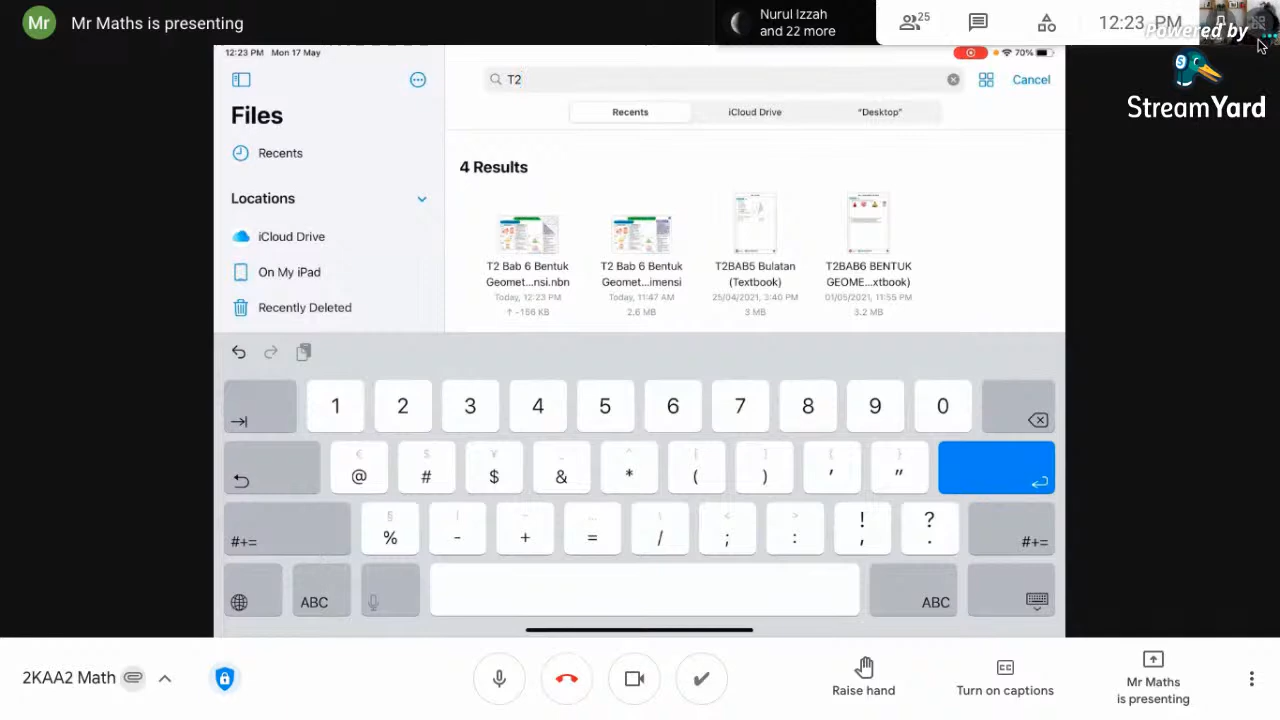 Mr Mr Maths is presenting
Nurul Izzah
and 22 more
25
12:23 PM
Powered by
StreamYard
12:23 PM Mon 17 May
70%
T2
Cancel
Files
Recents
iCloud Drive
"Desktop"
Recents
Locations
iCloud Drive
On My iPad
Recently Deleted
4 Results
T2 Bab 6 Bentuk
Geomet...nsi.nbn
Today, 12:23 PM
↑ -156 KB
T2 Bab 6 Bentuk
Geomet...imensi
Today, 11:47 AM
2.6 MB
T2BAB5 Bulatan
(Textbook)
25/04/2021, 3:40 PM
3 MB
T2BAB6 BENTUK
GEOME...xtbook)
01/05/2021, 11:55 PM
3.2 MB
1 2 3 4 5 6 7 8 9 0
@ # $ & * ( ) ' "
#+= % - + = / ; : ! , ? . #+=
ABC ABC
2KAA2 Math
Raise hand
Turn on captions
Mr Maths
is presenting